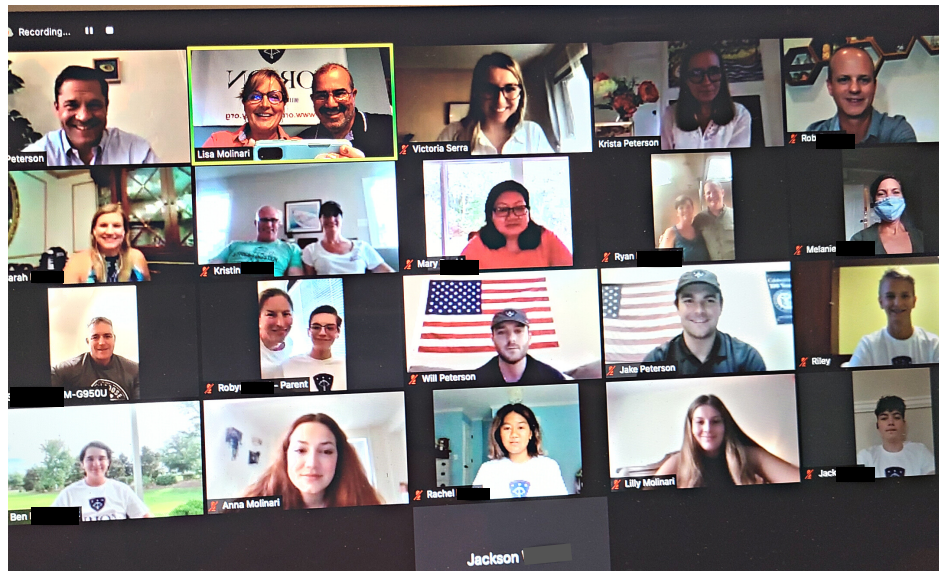 Recording...
Peterson
Lisa Molinari
Victoria Serra
Krista Peterson
Rob
arah
Kristin
Mary
Ryan
Melanie
M-G950U
Robyn - Parent
Will Peterson
Jake Peterson
Riley
Ben
Anna Molinari
Rachel
Lilly Molinari
Jack
Jackson